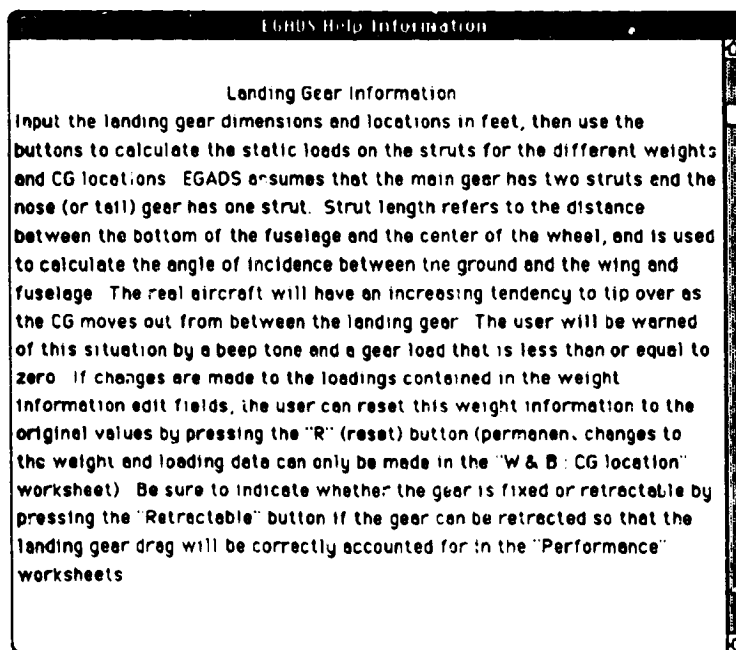 EGADS Help Information
Landing Gear Information
Input the landing gear dimensions and locations in feet, then use the
buttons to calculate the static loads on the struts for the different weights
and CG locations EGADS assumes that the main gear has two struts and the
nose (or tail) gear has one strut. Strut length refers to the distance
between the bottom of the fuselage and the center of the wheel, and is used
to calculate the angle of incidence between the ground and the wing and
fuselage The real aircraft will have an increasing tendency to tip over as
the CG moves out from between the landing gear The user will be warned
of this situation by a beep tone and a gear load that is less than or equal to
zero If changes are made to the loadings contained in the weight
information edit fields, the user can reset this weight information to the
original values by pressing the "R" (reset) button (permanent changes to
the weight and loading data can only be made in the "W & B : CG location"
worksheet) Be sure to indicate whether the gear is fixed or retractable by
pressing the "Retractable" button if the gear can be retracted so that the
landing gear drag will be correctly accounted for in the "Performance"
worksheets